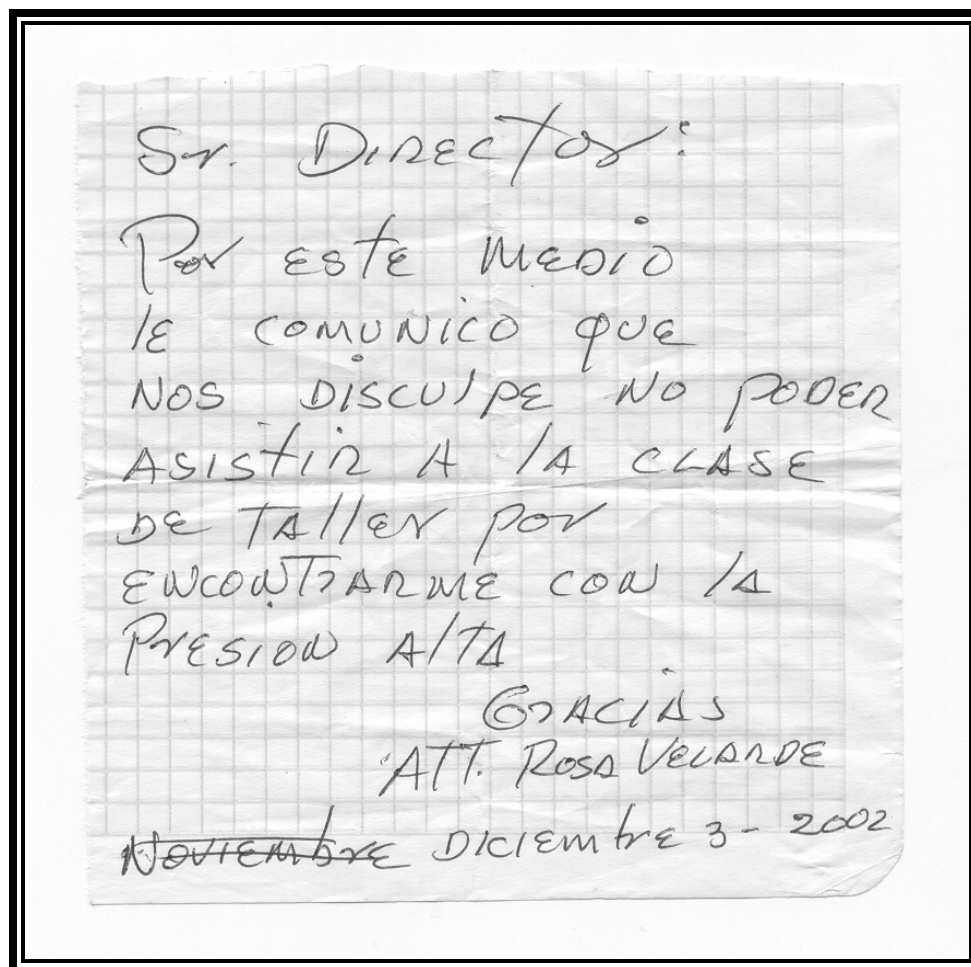 Sr. Director:
Por este medio
le comunico que
nos disculpe no poder
asistir a la clase
de taller por
encontrarme con la
presion alta
Gracias
Att. Rosa Velarde
Noviembre Diciembre 3 - 2002